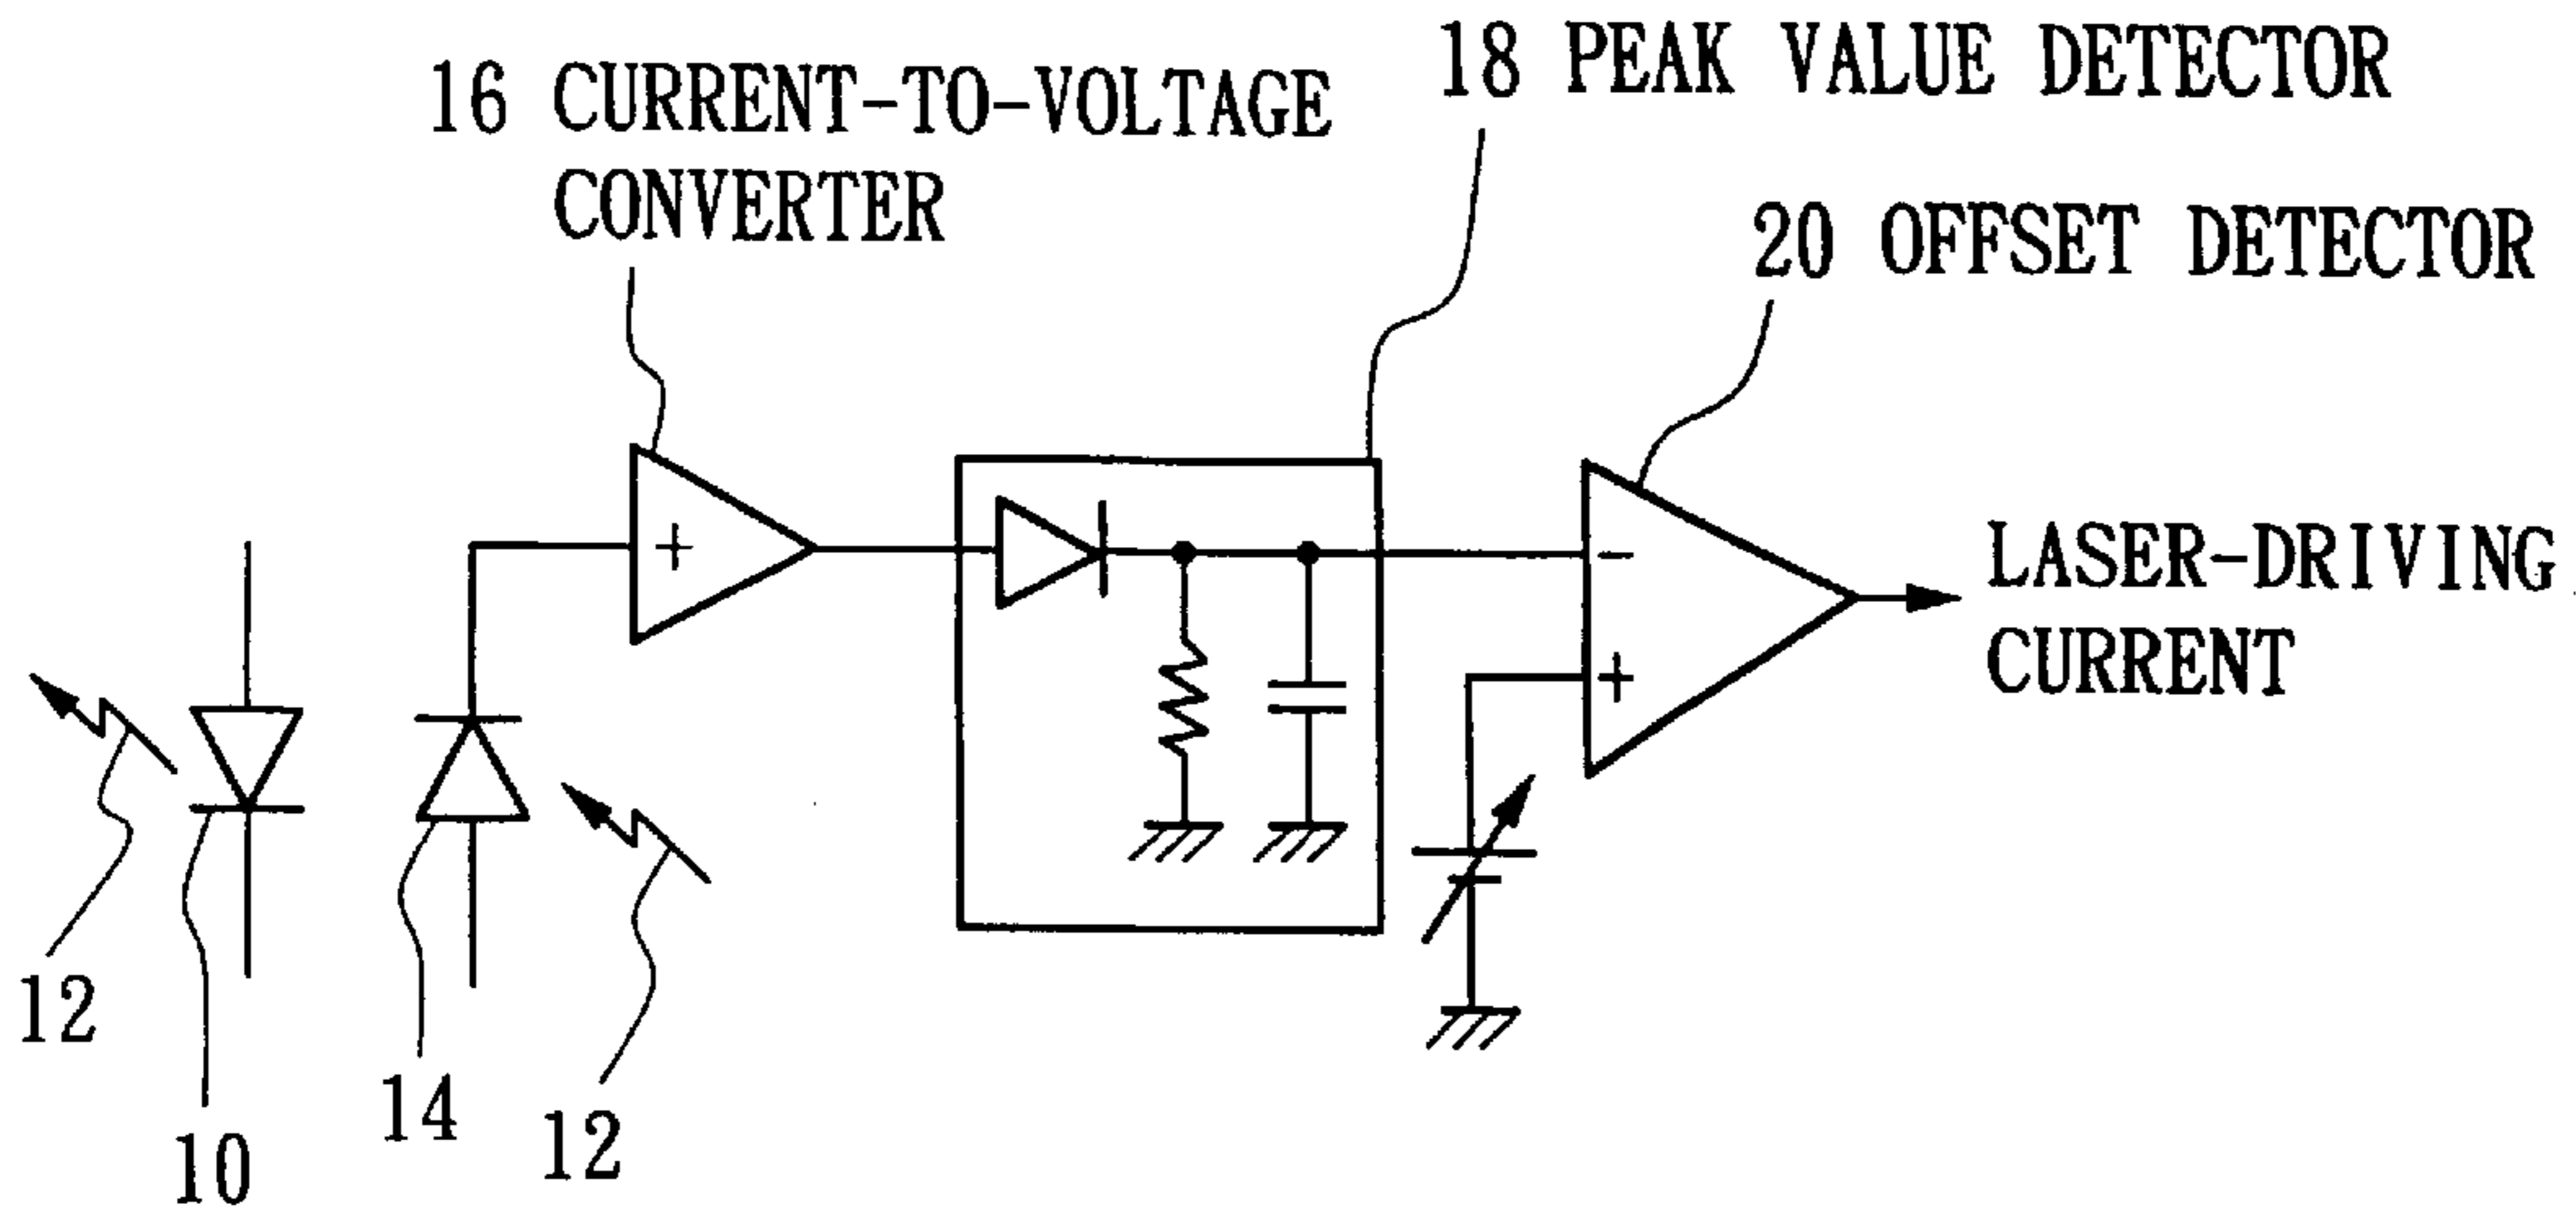 18 PEAK VALUE DETECTOR
16 CURRENT-TO-VOLTAGE
CONVERTER
20 OFFSET DETECTOR
+
-
+
LASER-DRIVING
CURRENT
12
10
14
12